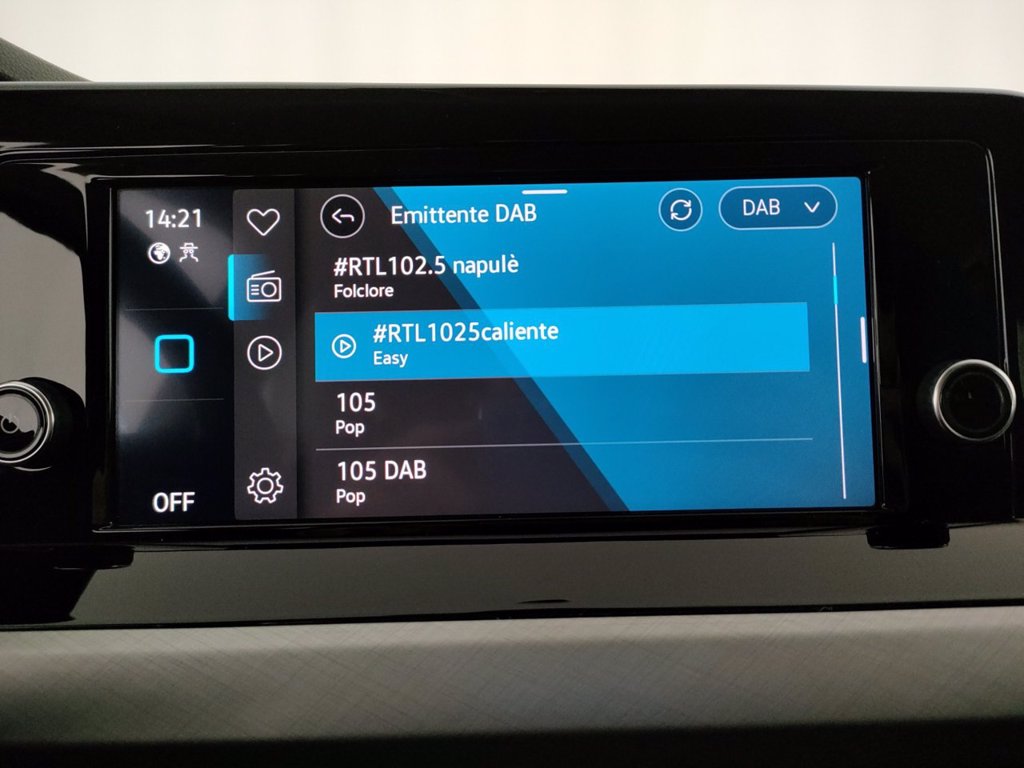 14:21
Emittente DAB
DAB
#RTL102.5 napulè
Folclore
#RTL1025caliente
Easy
105
Pop
105 DAB
Pop
OFF